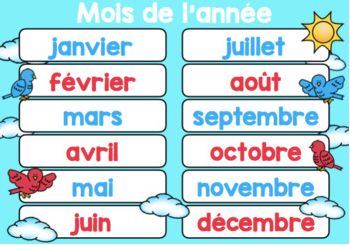 Mois de l'année
janvier
février
mars
avril
mai
juin
juillet
août
septembre
octobre
novembre
décembre